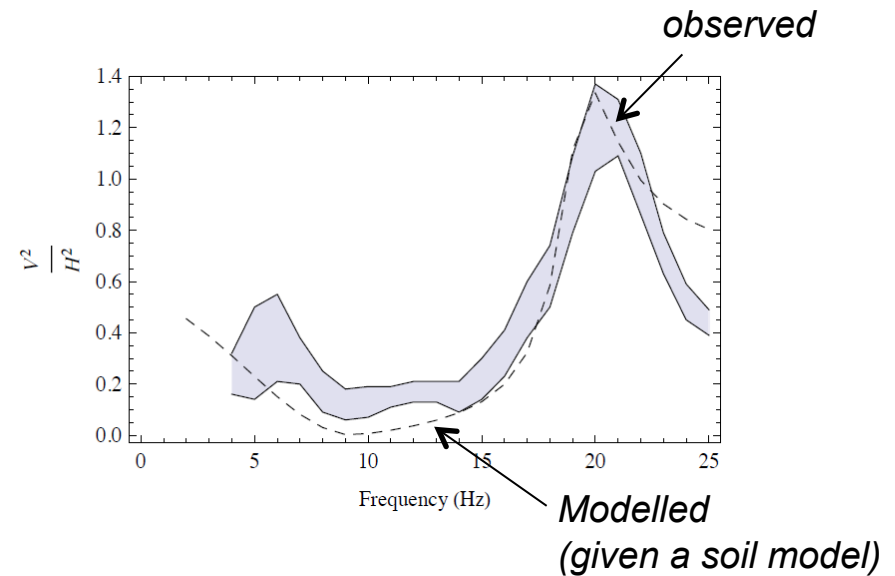 observed
1.4
1.2
1.0
0.8
0.6
0.4
0.2
0.0
V²
H²
0 5 10 15 20 25
Frequency (Hz)
Modelled
(given a soil model)